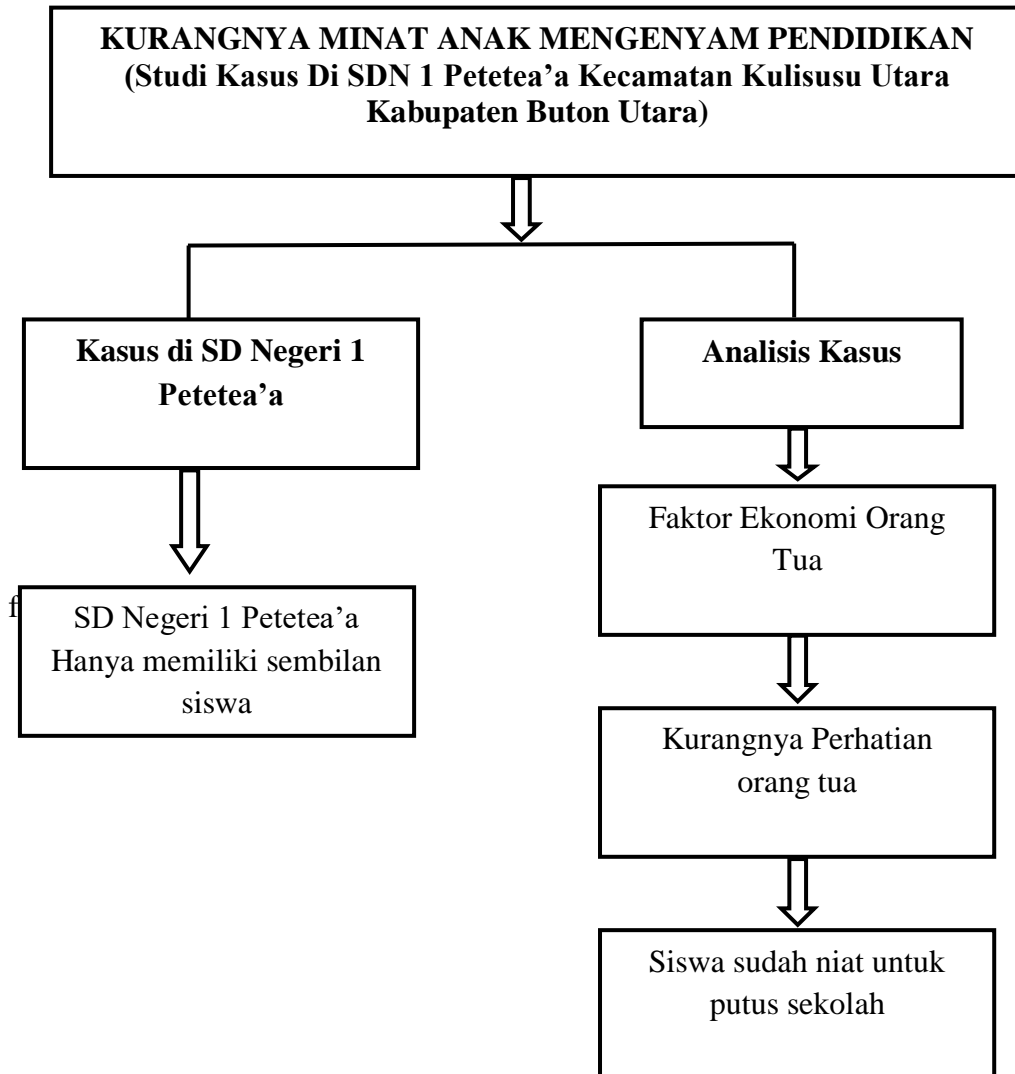 KURANGNYA MINAT ANAK MENGENYAM PENDIDIKAN
(Studi Kasus Di SDN 1 Petetea’a Kecamatan Kulisusu Utara
Kabupaten Buton Utara)
Kasus di SD Negeri 1
Petetea’a
Analisis Kasus
Faktor Ekonomi Orang
Tua
f
SD Negeri 1 Petetea’a
Hanya memiliki sembilan
siswa
Kurangnya Perhatian
orang tua
Siswa sudah niat untuk
putus sekolah